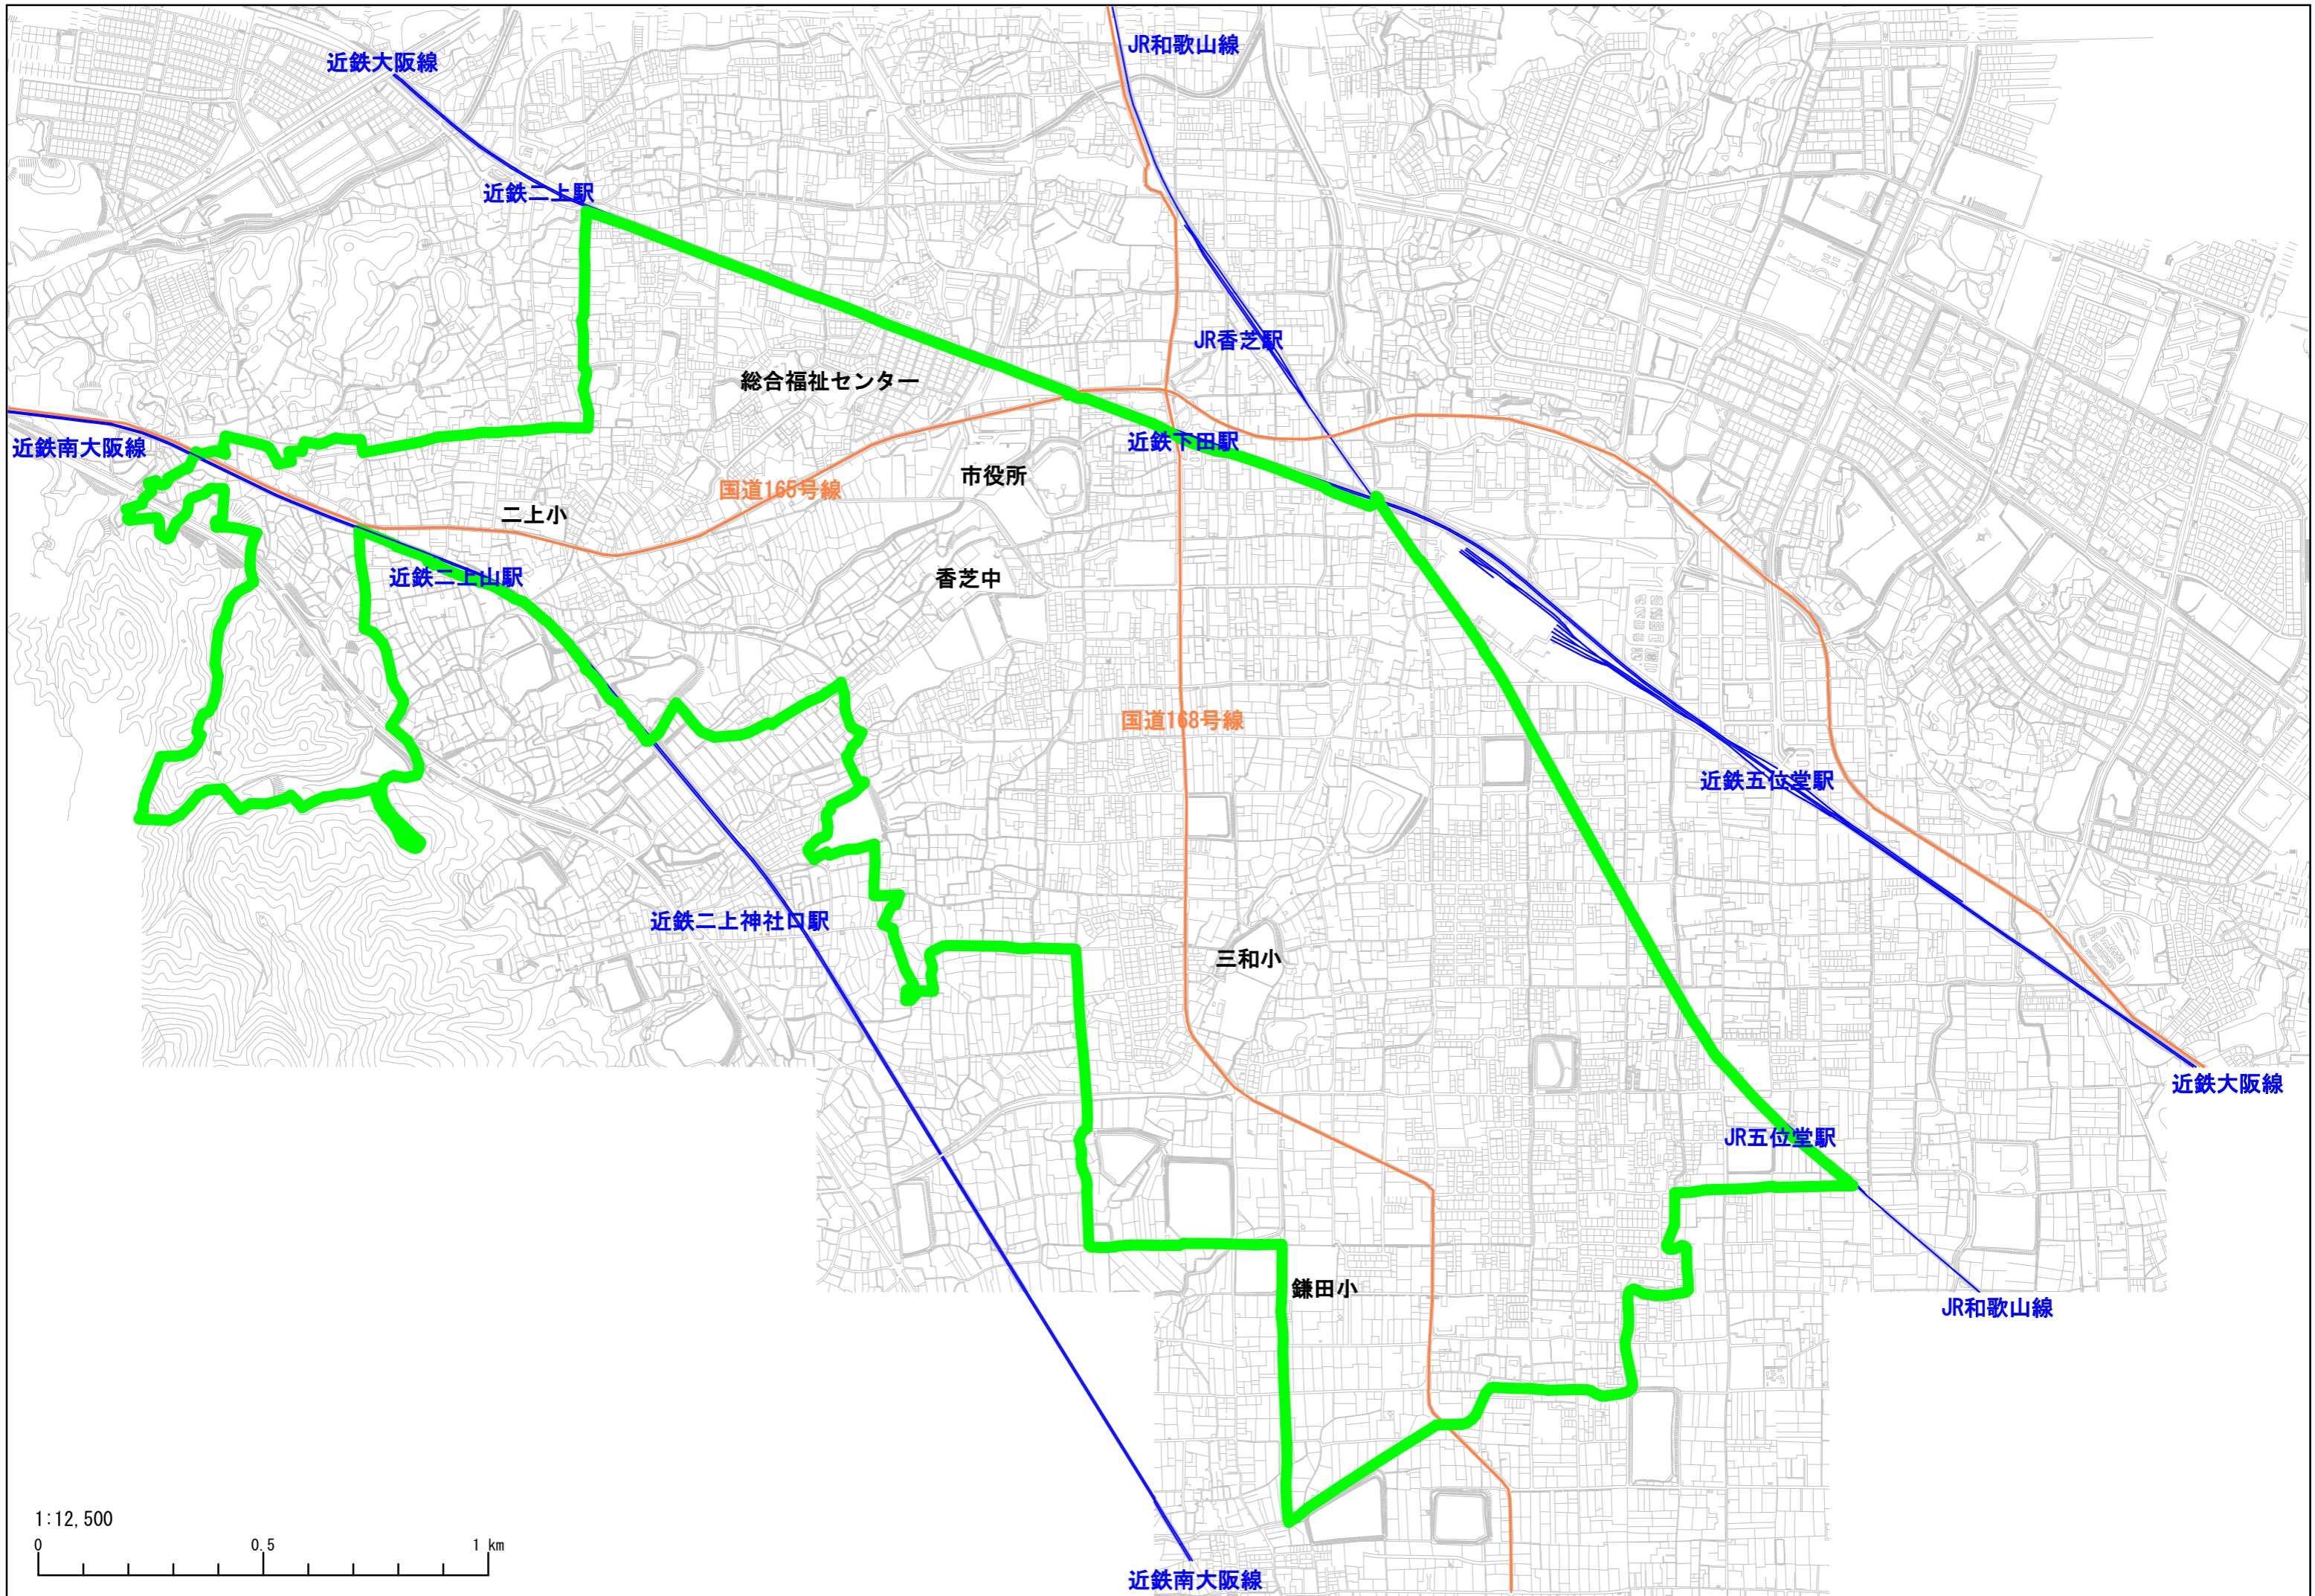 JR和歌山線
近鉄大阪線
近鉄二上駅
JR香芝駅
総合福祉センター
近鉄下田駅
近鉄南大阪線
市役所
国道165号線
二上小
近鉄二上山駅
香芝中
国道168号線
近鉄五位堂駅
近鉄二上神社口駅
三和小
近鉄大阪線
JR五位堂駅
鎌田小
JR和歌山線
1:12,500
0 0.5 1 km
近鉄南大阪線